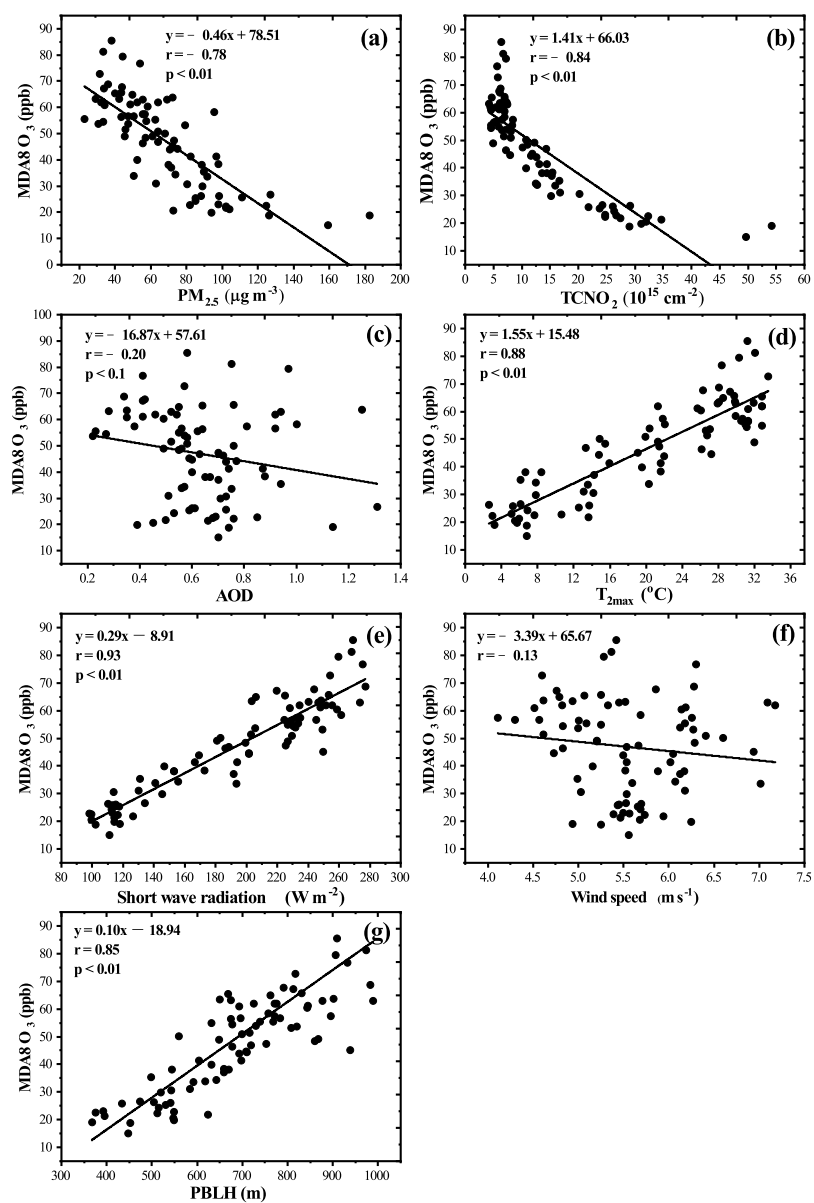 y = − 0.46x + 78.51
(a)
r = − 0.78
p < 0.01
MDA8 O3 (ppb)
90
80
70
60
50
40
30
20
10
0
20 40 60 80 100 120 140 160 180 200
PM2.5 (μg m-3)
y = 1.41x + 66.03
(b)
r = − 0.84
p < 0.01
MDA8 O3 (ppb)
90
80
70
60
50
40
30
20
10
0 5 10 15 20 25 30 35 40 45 50 55 60
TCNO2 (10^15 cm-2)
y = − 16.87x + 57.61
(c)
r = − 0.20
p < 0.1
MDA8 O3 (ppb)
100
90
80
70
60
50
40
30
20
10
0.2 0.4 0.6 0.8 1.0 1.2 1.4
AOD
y = 1.55x + 15.48
(d)
r = 0.88
p < 0.01
MDA8 O3 (ppb)
90
80
70
60
50
40
30
20
10
0 4 8 12 16 20 24 28 32 36
T2max (°C)
y = 0.29x − 8.91
(e)
r = 0.93
p < 0.01
MDA8 O3 (ppb)
90
80
70
60
50
40
30
20
10
80 100 120 140 160 180 200 220 240 260 280 300
Short wave radiation (W m-2)
y = − 3.39x + 65.67
(f)
r = − 0.13
MDA8 O3 (ppb)
90
80
70
60
50
40
30
20
10
4.0 4.5 5.0 5.5 6.0 6.5 7.0 7.5
Wind speed (m s-1)
y = 0.10x − 18.94
(g)
r = 0.85
p < 0.01
MDA8 O3 (ppb)
90
80
70
60
50
40
30
20
10
300 400 500 600 700 800 900 1000
PBLH (m)